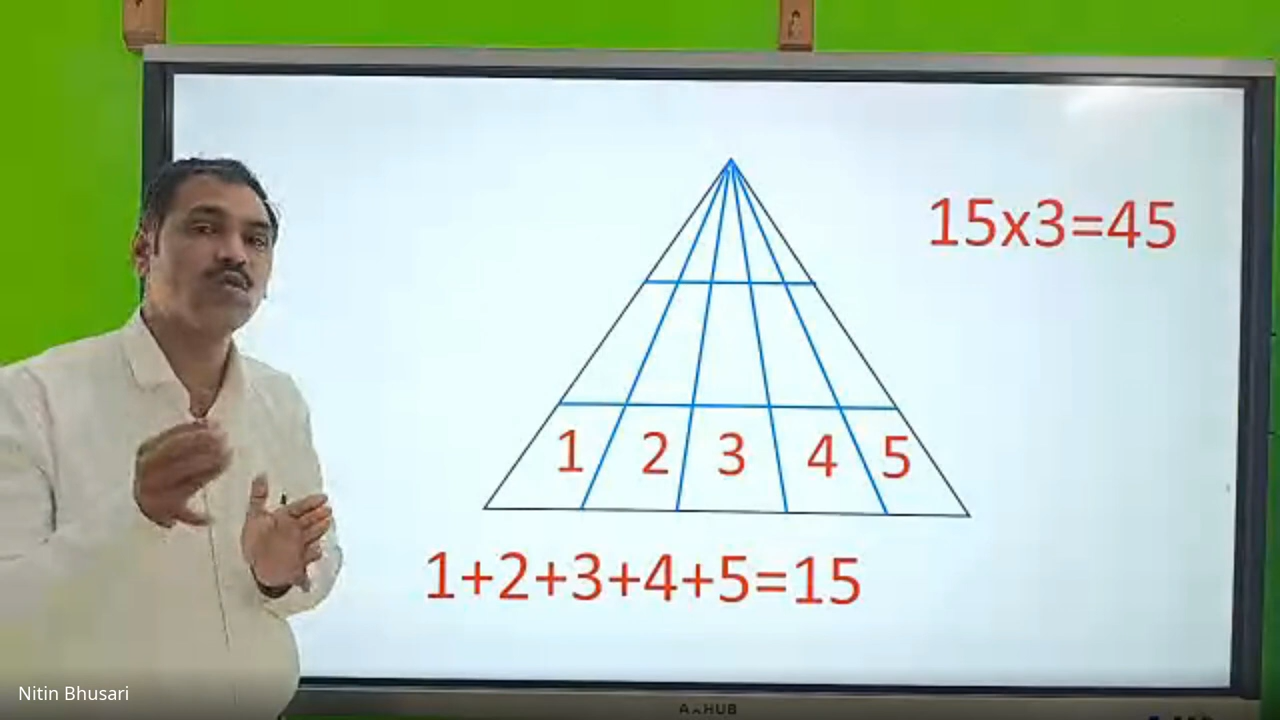 15x3=45
1 2 3 4 5
1+2+3+4+5=15
Nitin Bhusari